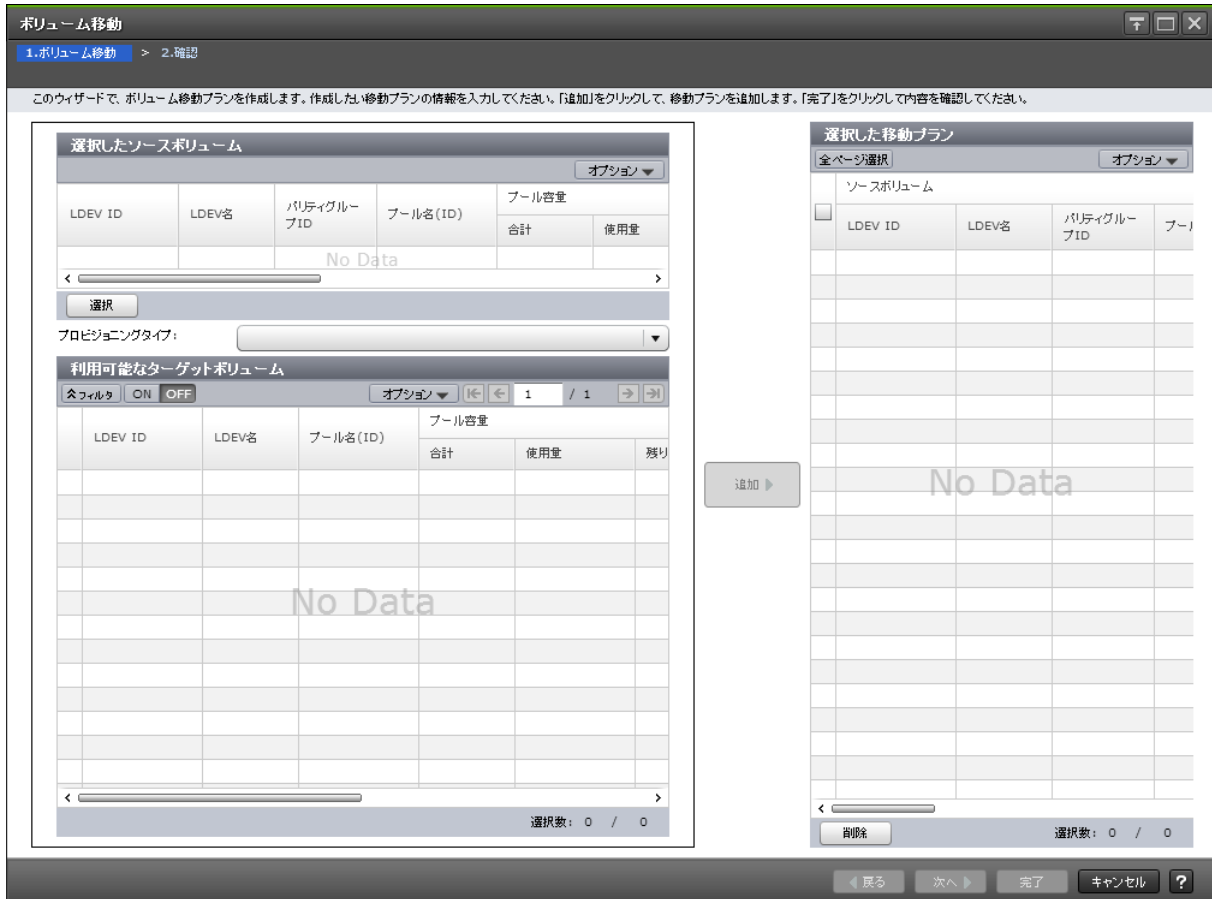 ボリューム移動
1.ボリューム移動 > 2.確認
このウィザードで、ボリューム移動プランを作成します。作成したい移動プランの情報を入力してください。「追加」をクリックして、移動プランを追加します。「完了」をクリックして内容を確認してください。
選択したソースボリューム
オプション
LDEV ID
LDEV名
パリティグルー
プID
プール名(ID)
プール容量
合計
使用量
No Data
選択
プロビジョニングタイプ:
利用可能なターゲットボリューム
フィルタ ON OFF
オプション
1 / 1
LDEV ID
LDEV名
プール名(ID)
プール容量
合計
使用量
残り
No Data
選択数: 0 / 0
追加
選択した移動プラン
全ページ選択
オプション
ソースボリューム
LDEV ID
LDEV名
パリティグルー
プID
プー
No Data
削除
選択数: 0 / 0
戻る
次へ
完了
キャンセル
?